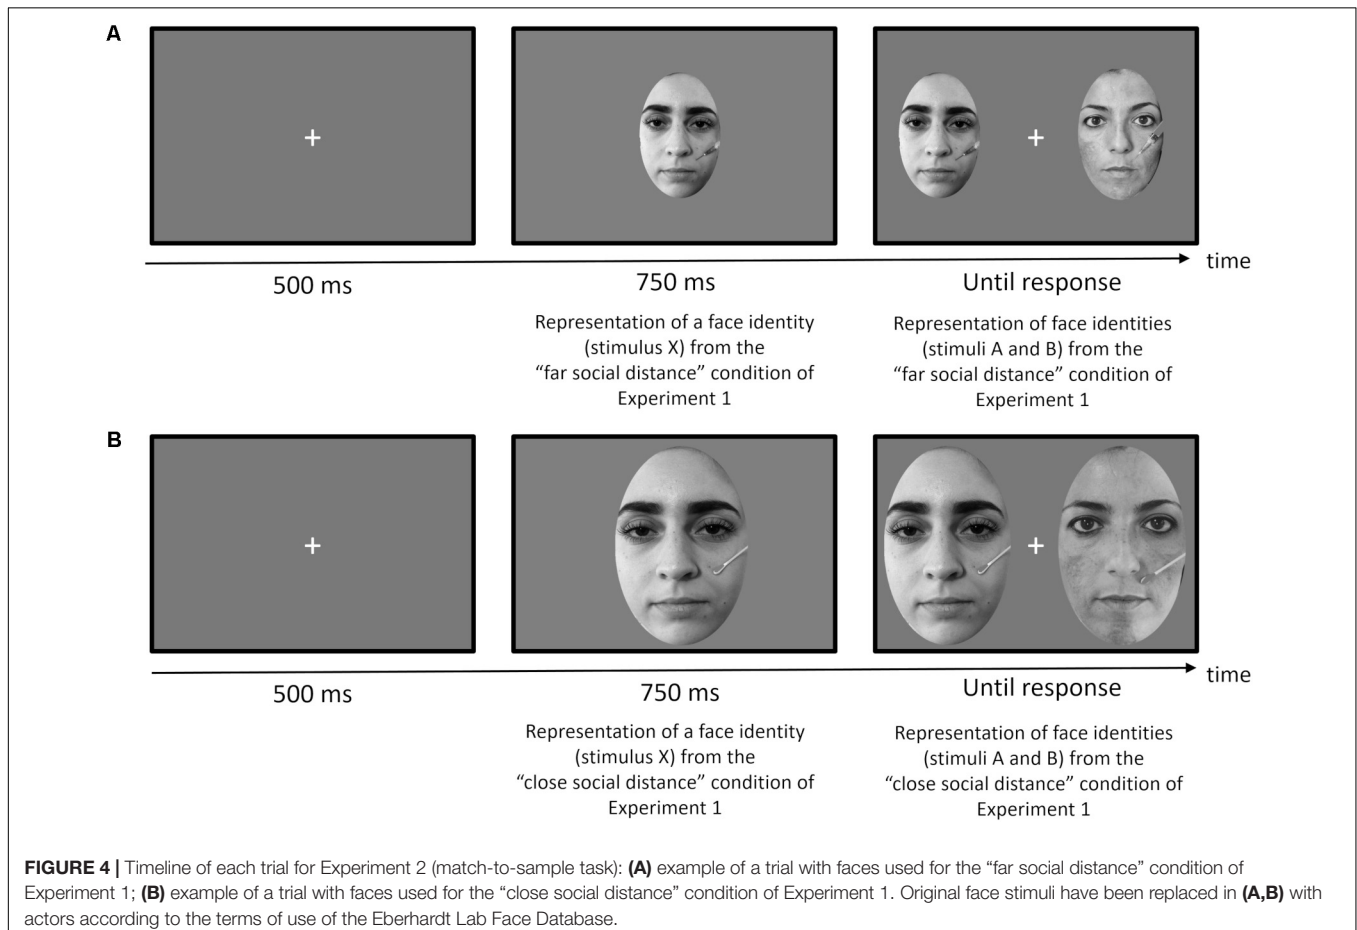 A
time
500 ms
750 ms
Until response
Representation of a face identity
(stimulus X) from the
“far social distance” condition of
Experiment 1
Representation of face identities
(stimuli A and B) from the
“far social distance” condition of
Experiment 1
B
time
500 ms
750 ms
Until response
Representation of a face identity
(stimulus X) from the
“close social distance” condition of
Experiment 1
Representation of face identities
(stimuli A and B) from the
“close social distance” condition of
Experiment 1
FIGURE 4 | Timeline of each trial for Experiment 2 (match-to-sample task): (A) example of a trial with faces used for the “far social distance” condition of
Experiment 1; (B) example of a trial with faces used for the “close social distance” condition of Experiment 1. Original face stimuli have been replaced in (A,B) with
actors according to the terms of use of the Eberhardt Lab Face Database.